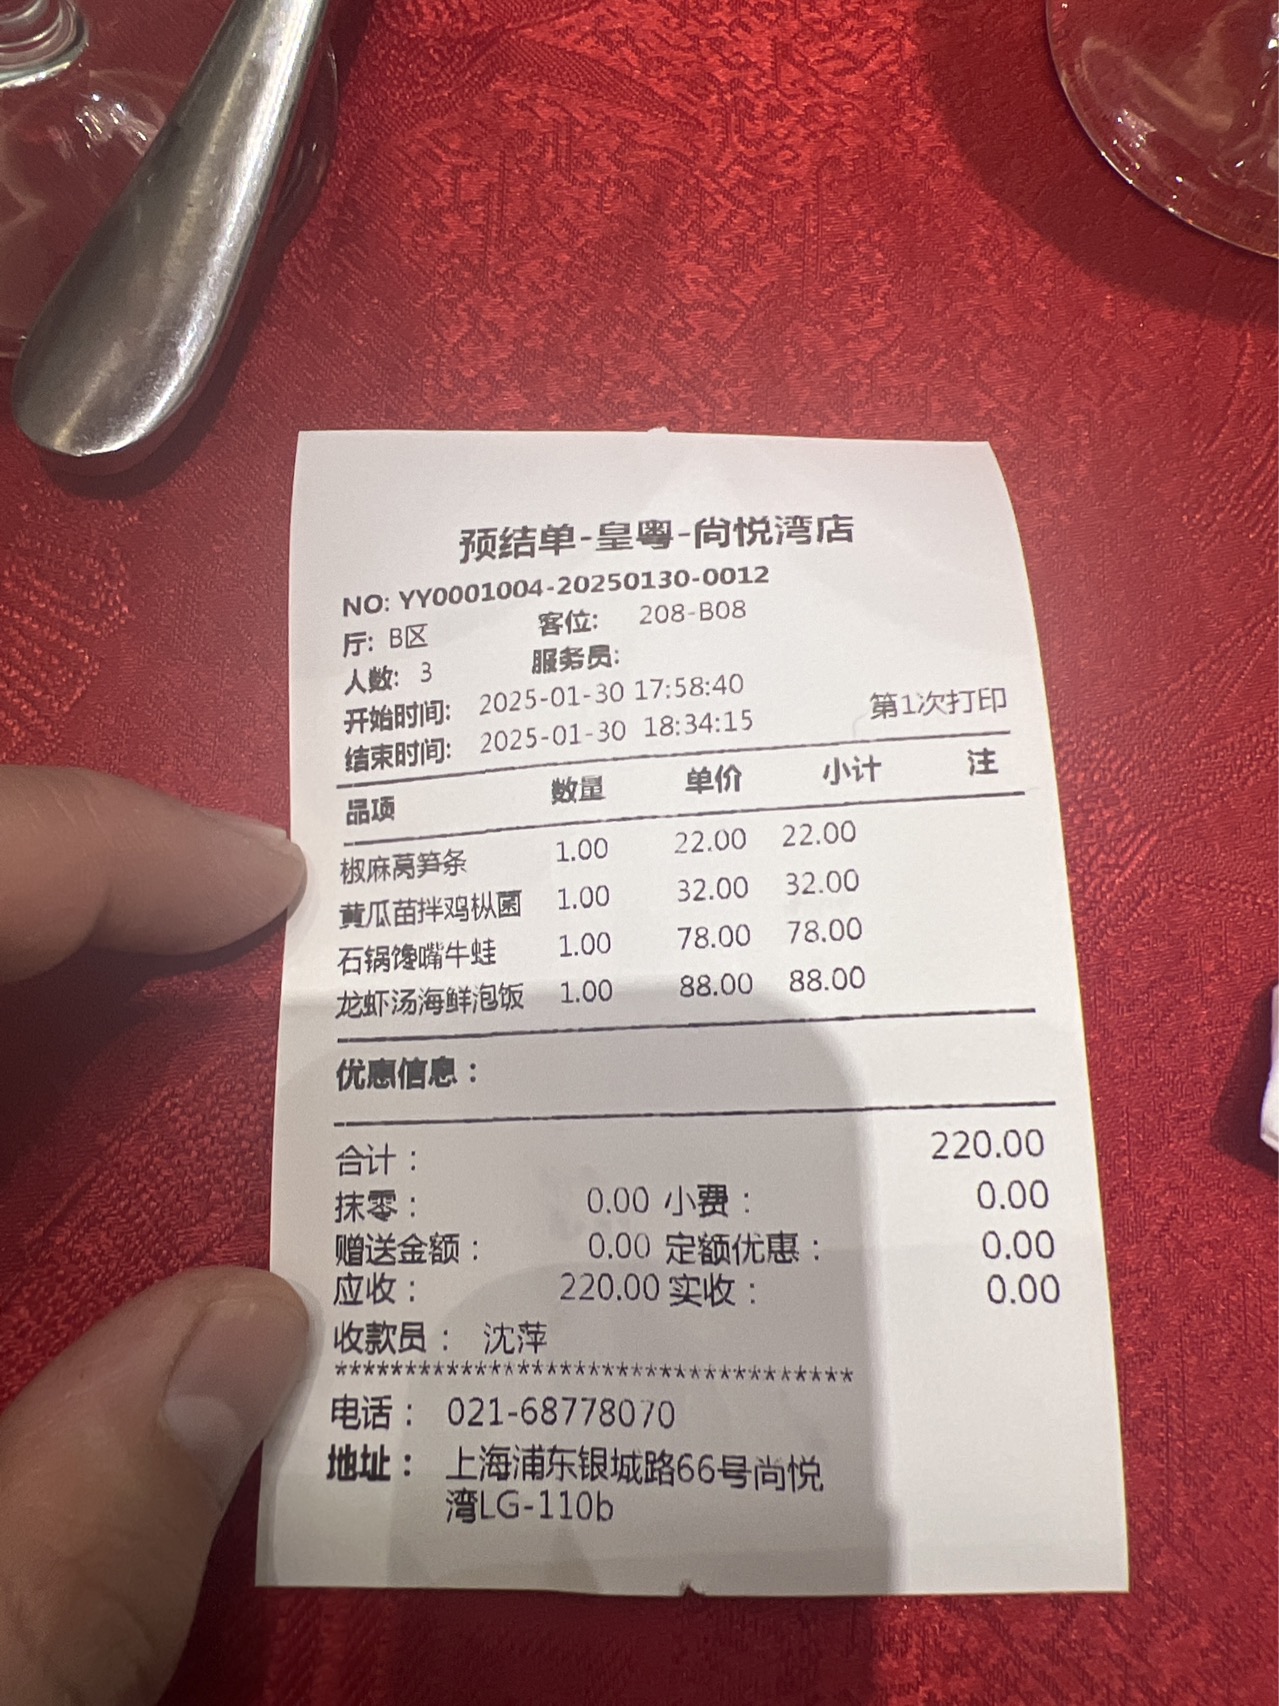 预结单-皇粤-尚悦湾店
NO: YY0001004-20250130-0012
厅: B区 客位: 208-B08
人数: 3 服务员:
开始时间: 2025-01-30 17:58:40
结束时间: 2025-01-30 18:34:15 第1次打印
品项 数量 单价 小计 注
椒麻莴笋条 1.00 22.00 22.00
黄瓜苗拌鸡枞菌 1.00 32.00 32.00
石锅馋嘴牛蛙 1.00 78.00 78.00
龙虾汤海鲜泡饭 1.00 88.00 88.00
优惠信息：
合计： 220.00
抹零： 0.00 小费： 0.00
赠送金额： 0.00 定额优惠： 0.00
应收： 220.00 实收： 0.00
收款员： 沈萍
*************************************
电话： 021-68778070
地址： 上海浦东银城路66号尚悦
湾LG-110b